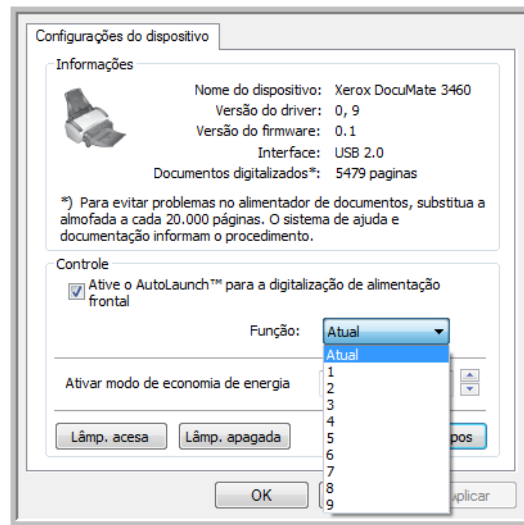 Configurações do dispositivo
Informações
Nome do dispositivo: Xerox DocuMate 3460
Versão do driver: 0, 9
Versão do firmware: 0.1
Interface: USB 2.0
Documentos digitalizados*: 5479 paginas
*) Para evitar problemas no alimentador de documentos, substitua a
almofada a cada 20.000 páginas. O sistema de ajuda e
documentação informam o procedimento.
Controle
Ative o AutoLaunch™ para a digitalização de alimentação
frontal
Função: Atual
Atual
1
Ativar modo de economia de energia
2
3
4
5
Lâmp. acesa Lâmp. apagada pos
6
7
8
OK plicar
9